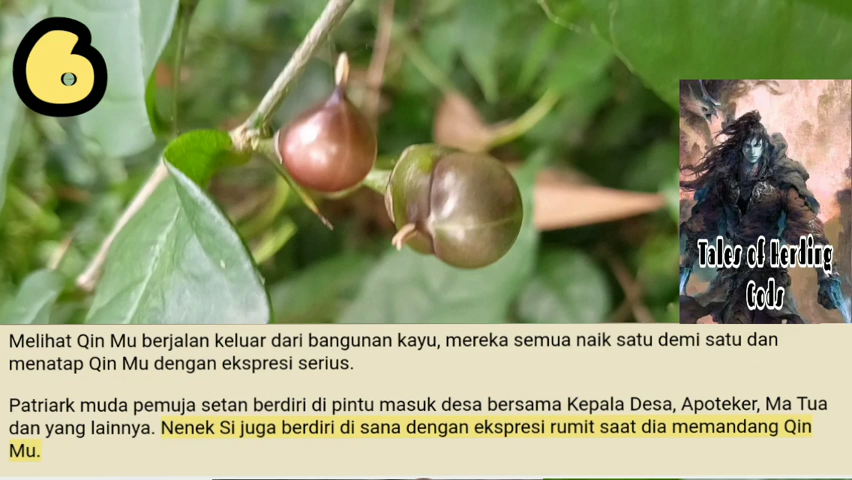 6
Tales of Herding
Gods
Melihat Qin Mu berjalan keluar dari bangunan kayu, mereka semua naik satu demi satu dan
menatap Qin Mu dengan ekspresi serius.
Patriark muda pemuja setan berdiri di pintu masuk desa bersama Kepala Desa, Apoteker, Ma Tua
dan yang lainnya. Nenek Si juga berdiri di sana dengan ekspresi rumit saat dia memandang Qin
Mu.